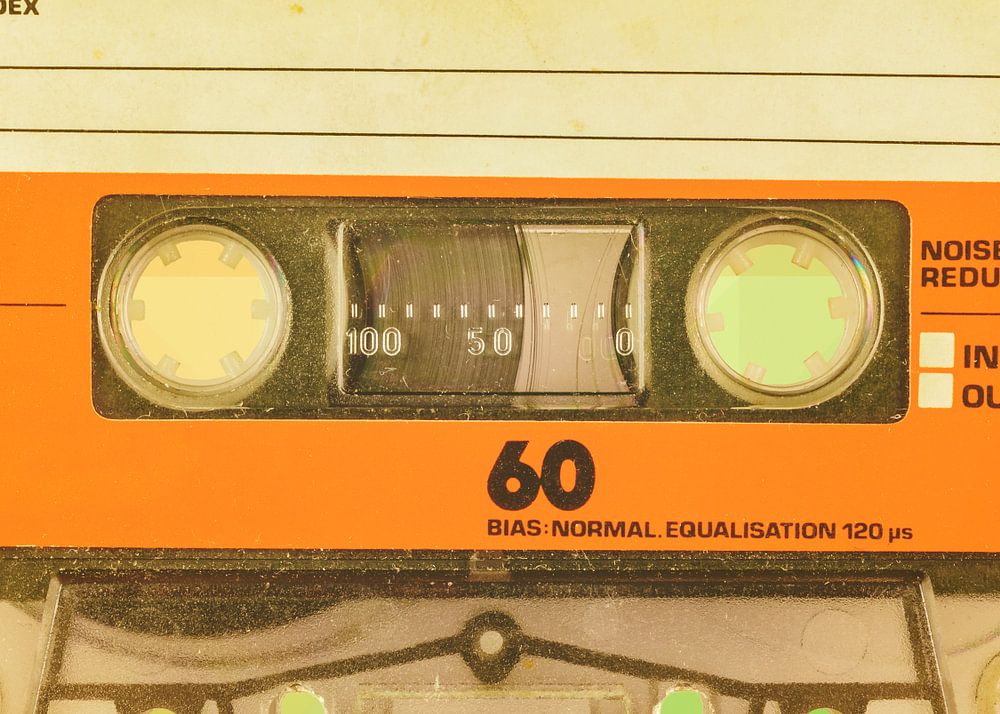 DEX
NOISE
REDU
100 50 0
IN
OU
60
BIAS: NORMAL. EQUALISATION 120 µs